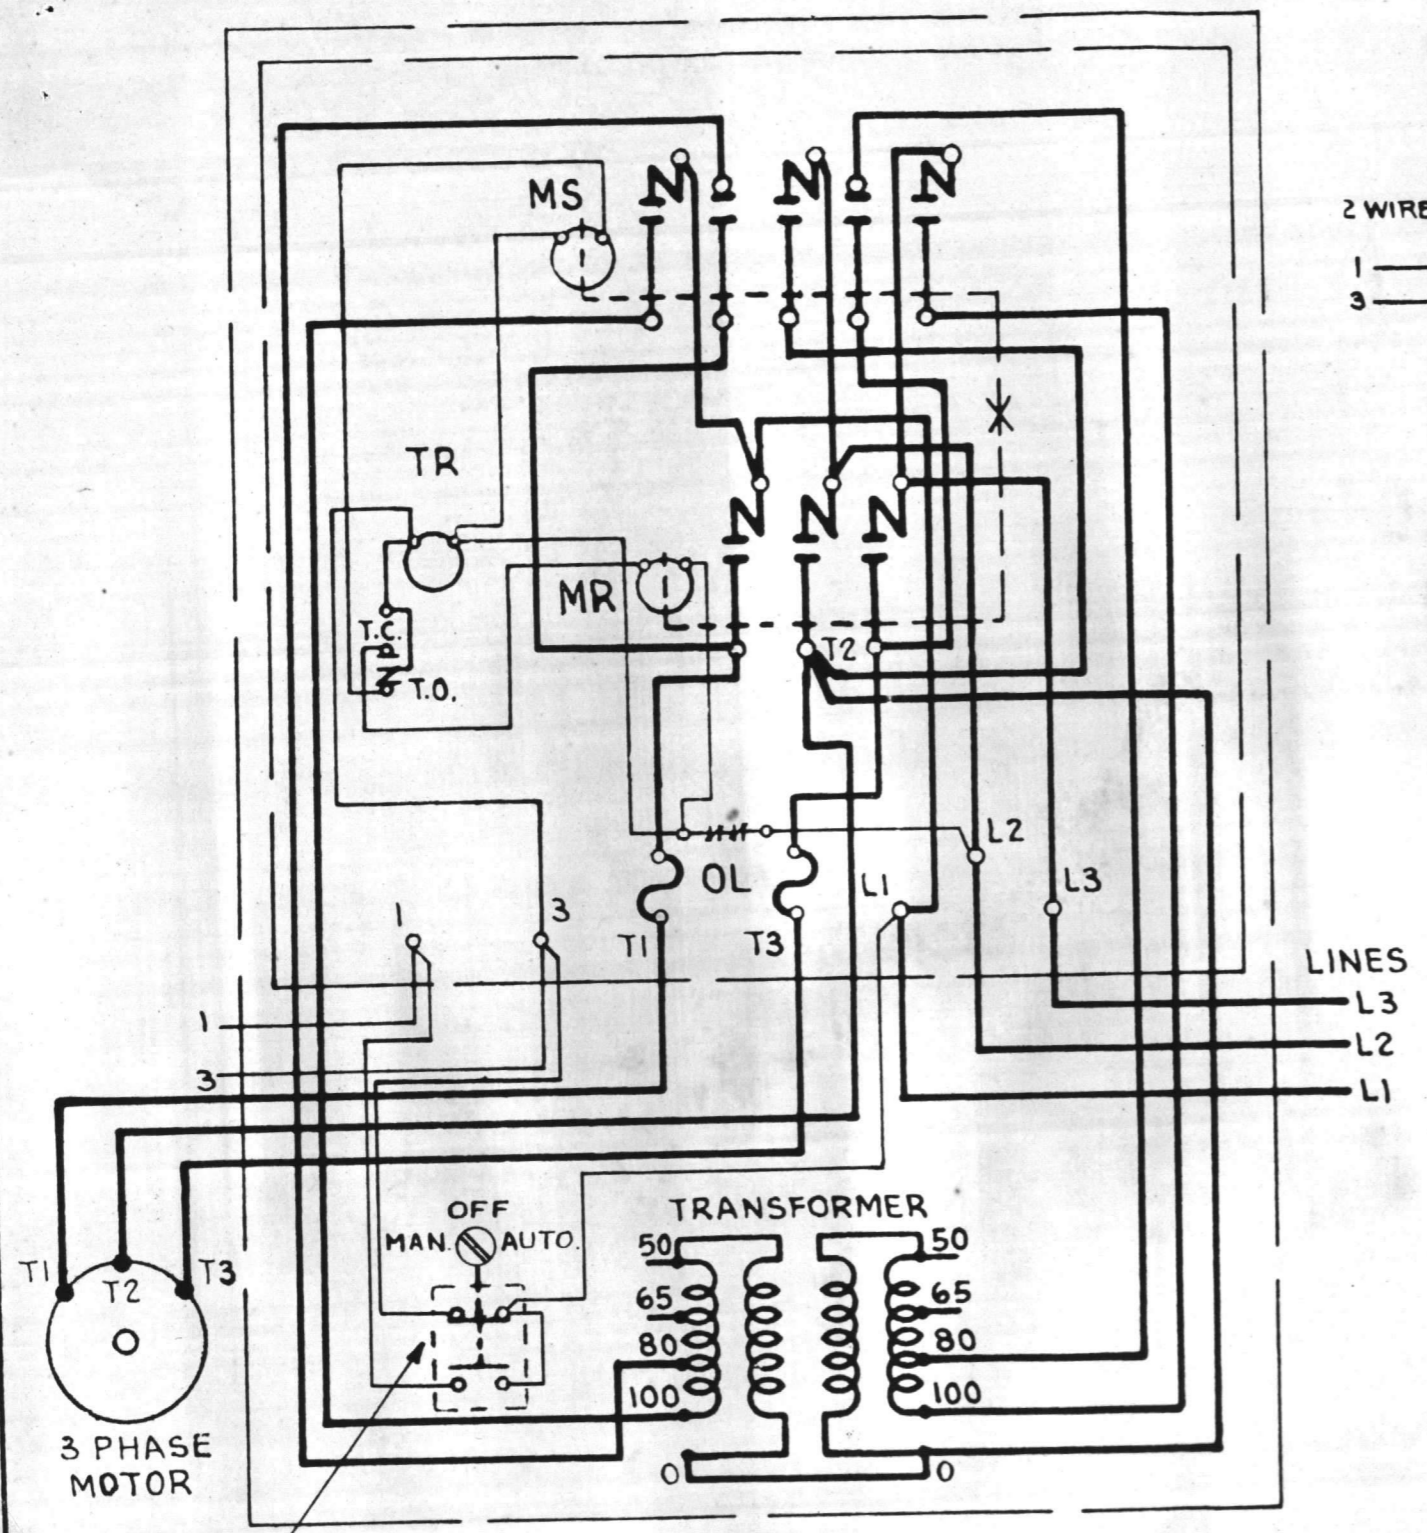 MS
2 WIRE
1
3
TR
MR
T.C.
T2
T.O.
L2
OL
L1
L3
1
3
T1
T3
LINES
1
L3
L2
3
L1
OFF
TRANSFORMER
MAN. AUTO.
50 50
T1 T2 T3
65 65
80 80
100 100
3 PHASE
MOTOR
0 0